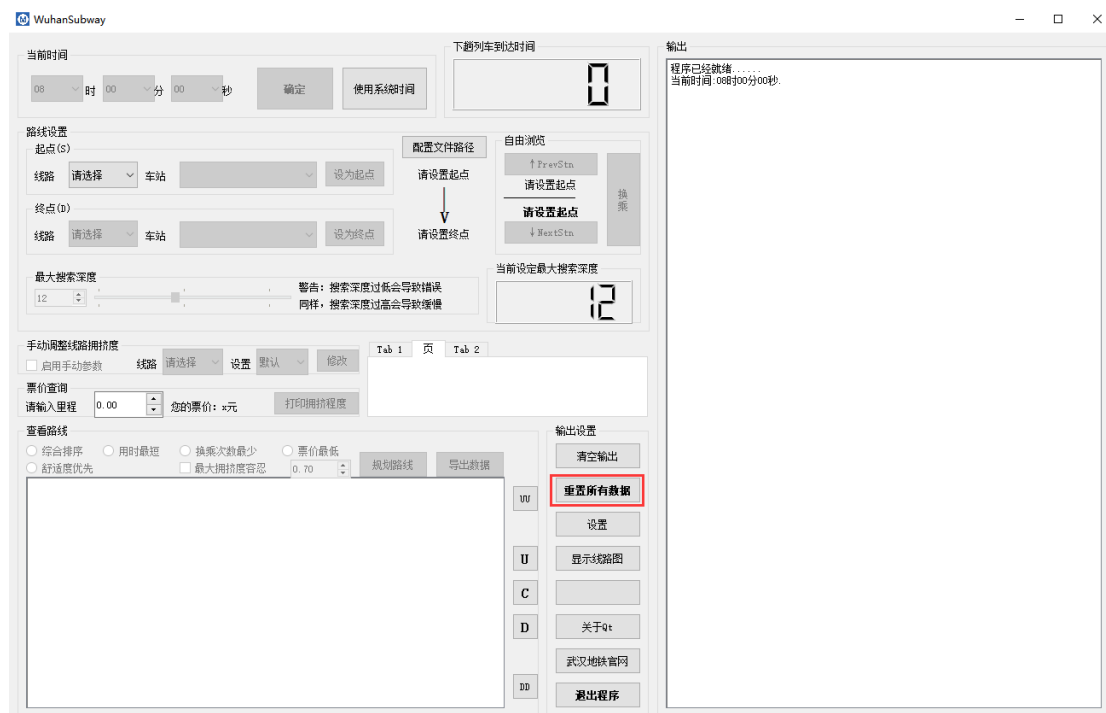 WuhanSubway
当前时间
08 时 00 分 00 秒 确定 使用系统时间
下趟列车到达时间
0
路线设置
起点(S)
线路 请选择 车站 设为起点
终点(D)
线路 请选择 车站 设为终点
配置文件路径
请设置起点
V
请设置终点
自由浏览
↑PrevStn
请设置起点
请设置起点
↓NextStn
换乘
最大搜索深度
12
警告: 搜索深度过低会导致错误
同样，搜索深度过高会导致缓慢
当前设定最大搜索深度
12
手动调整线路拥挤度
启用手动参数 线路 请选择 设置 默认 修改
票价查询
请输入里程 0.00 您的票价: x元 打印拥挤程度
Tab 1 页 Tab 2
查看路线
综合排序 用时最短 换乘次数最少 票价最低
舒适度优先 最大拥挤度容忍 0.70 规划路线 导出数据
UU
U
C
D
DD
输出设置
清空输出
重置所有数据
设置
显示线路图
关于Qt
武汉地铁官网
退出程序
输出
程序已经就绪......
当前时间:08时00分00秒.